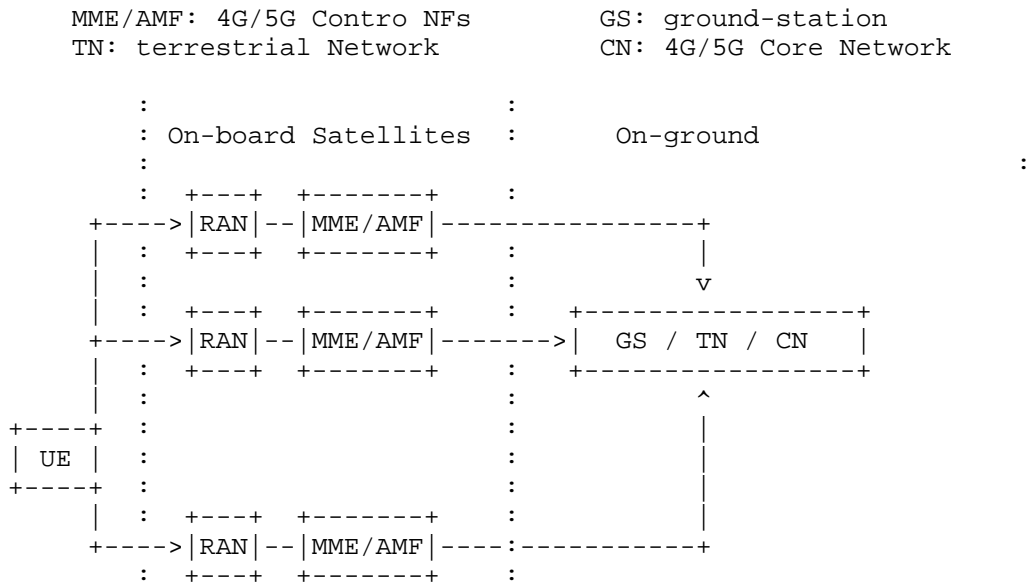 MME/AMF: 4G/5G Contro NFs GS: ground-station
TN: terrestrial Network CN: 4G/5G Core Network
On-board Satellites On-ground
RAN MME/AMF
RAN MME/AMF GS / TN / CN
UE
RAN MME/AMF